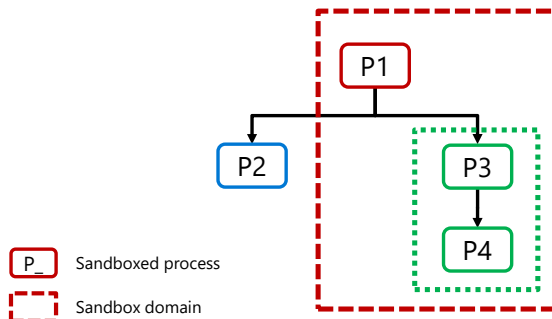 P1
P2
P3
P4
P_ Sandboxed process
Sandbox domain